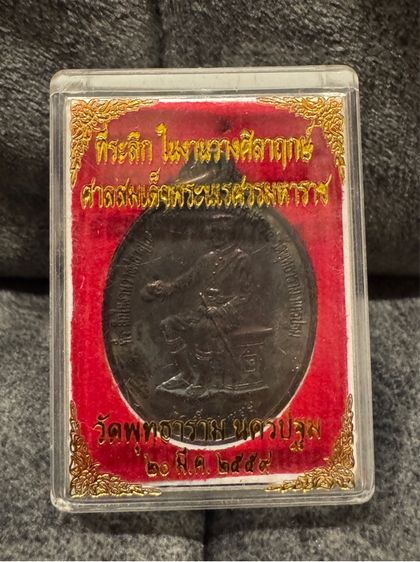 ที่ระลึก ในงานวางศิลาฤกษ์
ศาลสมเด็จพระนเรศวรมหาราช
วัดพุทธาราม นครปฐม
๒๐ มี.ค. ๒๕๕๙